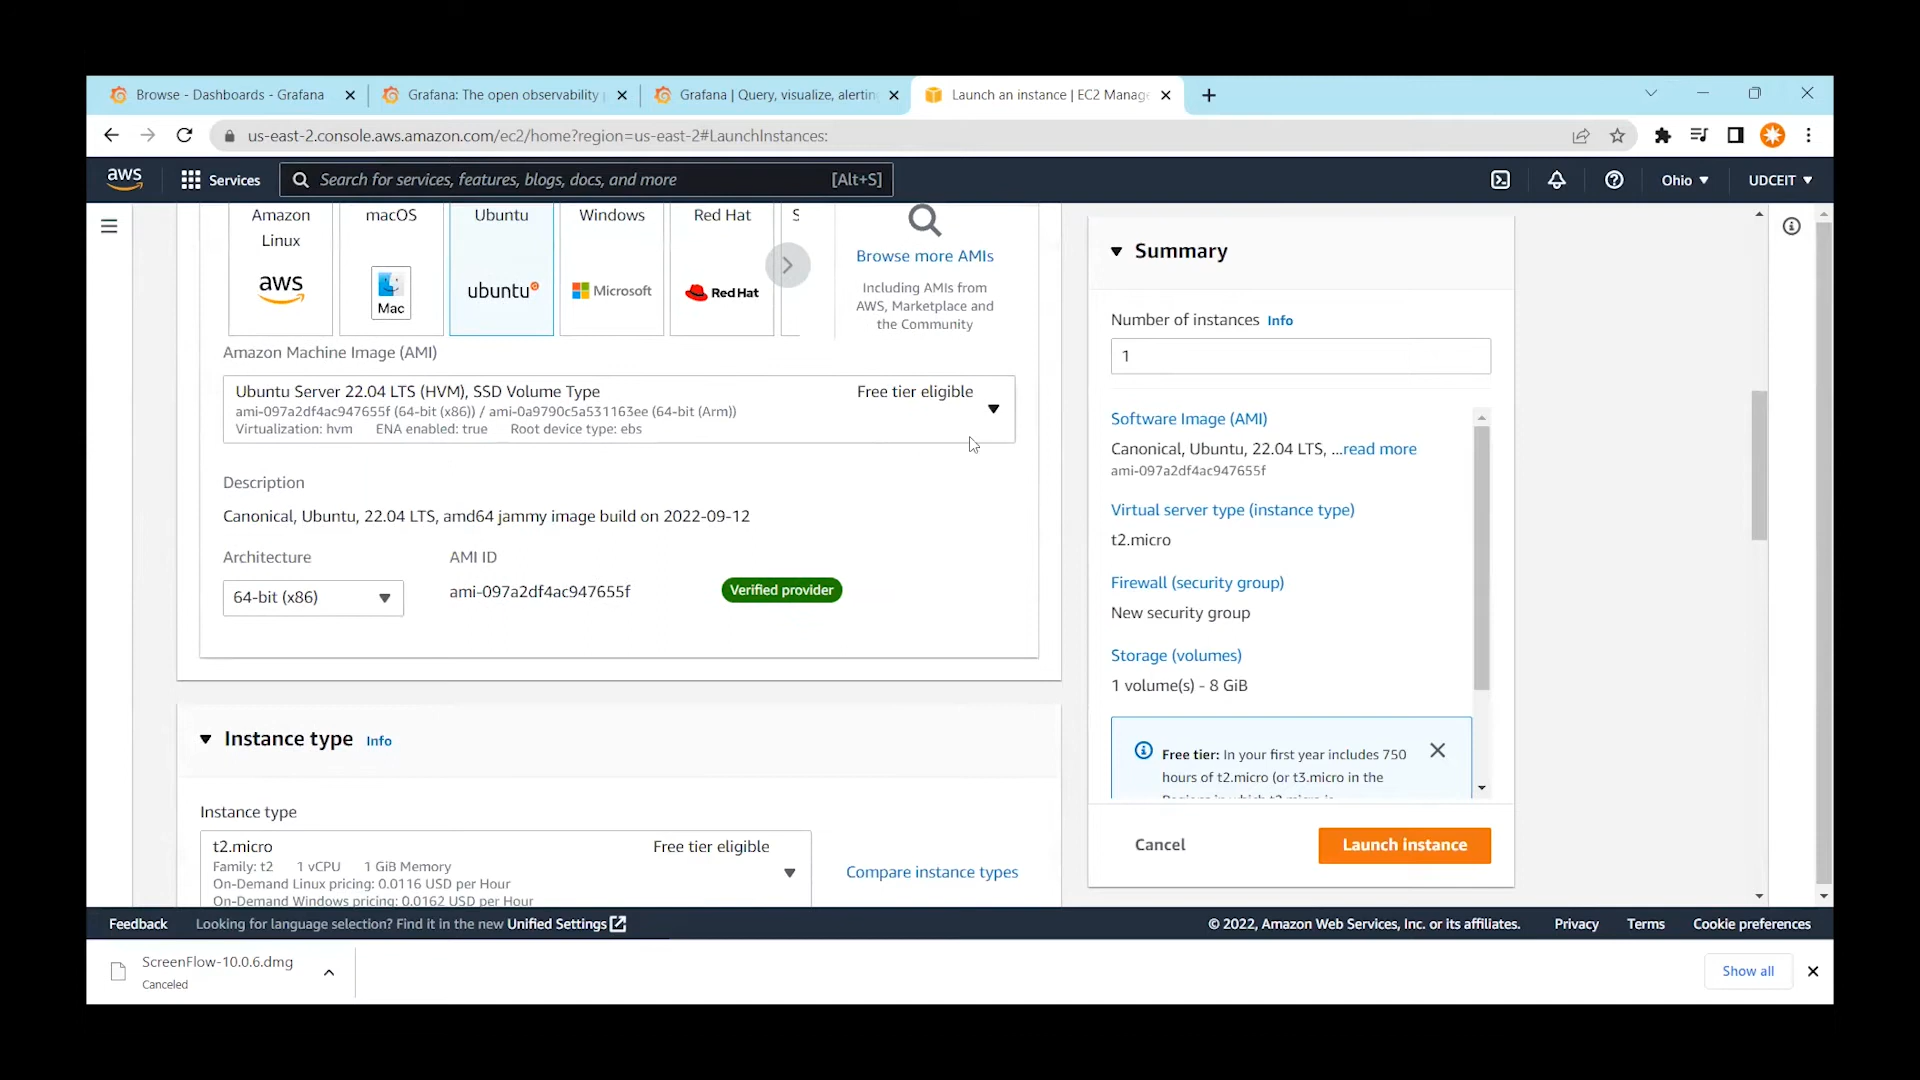 Browse - Dashboards - Grafana
Grafana: The open observability
Grafana | Query, visualize, alertin
Launch an instance | EC2 Manag
us-east-2.console.aws.amazon.com/ec2/home?region=us-east-2#LaunchInstances:
aws
Services
Search for services, features, blogs, docs, and more
[Alt+S]
Ohio
UDCEIT
Amazon
Linux
aws
macOS
Mac
Ubuntu
ubuntu
Windows
Microsoft
Red Hat
RedHat
S
Browse more AMIs
Including AMIs from
AWS, Marketplace and
the Community
Amazon Machine Image (AMI)
Ubuntu Server 22.04 LTS (HVM), SSD Volume Type
Free tier eligible
ami-097a2df4ac947655f (64-bit (x86)) / ami-0a9790c5a531163ee (64-bit (Arm))
Virtualization: hvm ENA enabled: true Root device type: ebs
Description
Canonical, Ubuntu, 22.04 LTS, amd64 jammy image build on 2022-09-12
Architecture
AMI ID
64-bit (x86)
ami-097a2df4ac947655f
Verified provider
Instance type Info
Instance type
t2.micro
Free tier eligible
Family: t2 1 vCPU 1 GiB Memory
On-Demand Linux pricing: 0.0116 USD per Hour
On-Demand Windows pricing: 0.0162 USD per Hour
Compare instance types
Summary
Number of instances Info
1
Software Image (AMI)
Canonical, Ubuntu, 22.04 LTS, ...read more
ami-097a2df4ac947655f
Virtual server type (instance type)
t2.micro
Firewall (security group)
New security group
Storage (volumes)
1 volume(s) - 8 GiB
Free tier: In your first year includes 750
hours of t2.micro (or t3.micro in the
Cancel
Launch instance
Feedback
Looking for language selection? Find it in the new Unified Settings
© 2022, Amazon Web Services, Inc. or its affiliates.
Privacy
Terms
Cookie preferences
ScreenFlow-10.0.6.dmg
Canceled
Show all